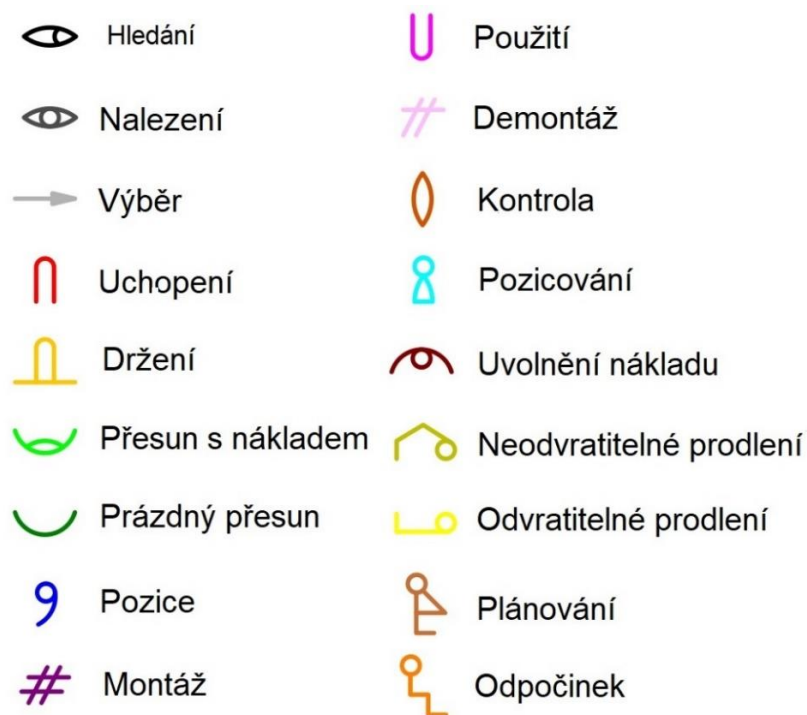 Hledání
Nalezení
Výběr
Uchopení
Držení
Přesun s nákladem
Prázdný přesun
Pozice
Montáž
Použití
Demontáž
Kontrola
Pozicování
Uvolnění nákladu
Neodvratitelné prodlení
Odvratitelné prodlení
Plánování
Odpočinek